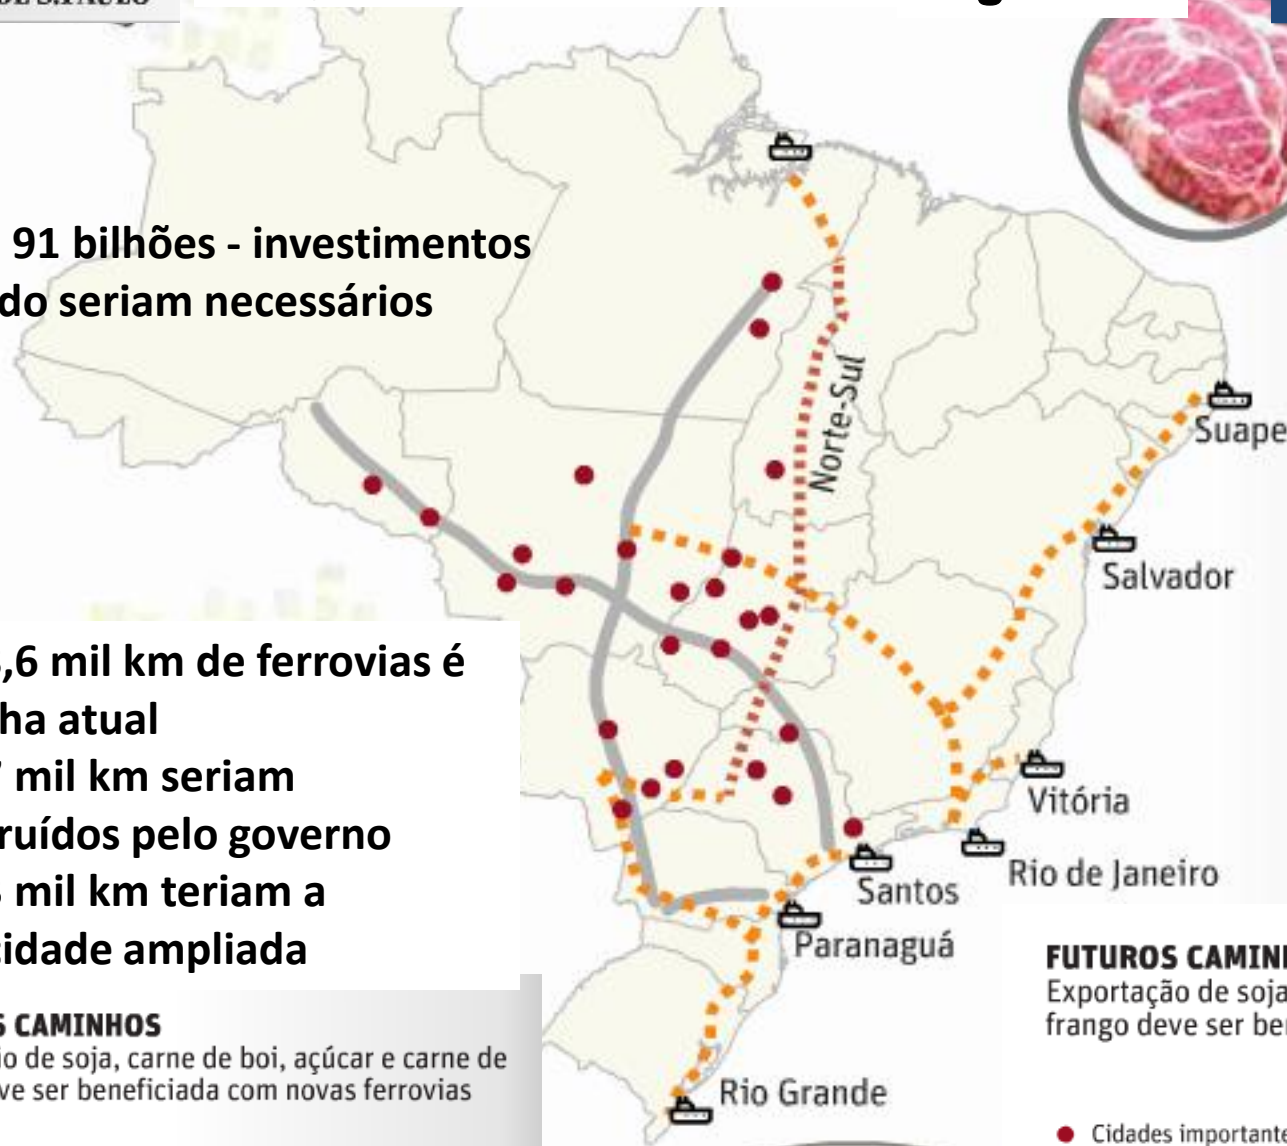 91 bilhões - investimentos
do seriam necessários
Norte-Sul
Suape
Salvador
,6 mil km de ferrovias é
ha atual
mil km seriam
ruídos pelo governo
mil km teriam a
cidade ampliada
Vitória
Rio de Janeiro
Santos
Paranaguá
CAMINHOS
io de soja, carne de boi, açúcar e carne de
ve ser beneficiada com novas ferrovias
Rio Grande
FUTUROS CAMIN
Exportação de soja
frango deve ser be
Cidades importante